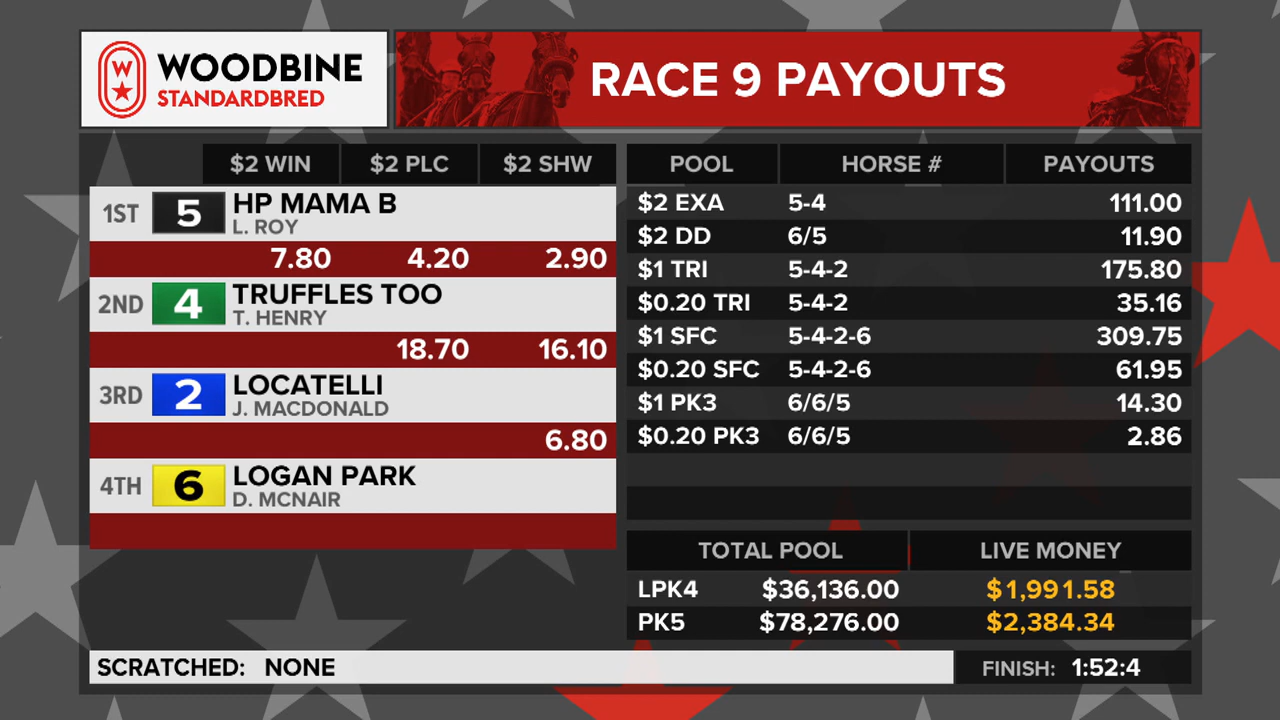 W
WOODBINE
STANDARDBRED
RACE 9 PAYOUTS
$2 WIN $2 PLC $2 SHW
1ST 5 HP MAMA B
L. ROY
7.80 4.20 2.90
2ND 4 TRUFFLES TOO
T. HENRY
18.70 16.10
3RD 2 LOCATELLI
J. MACDONALD
6.80
4TH 6 LOGAN PARK
D. MCNAIR
POOL HORSE # PAYOUTS
$2 EXA 5-4 111.00
$2 DD 6/5 11.90
$1 TRI 5-4-2 175.80
$0.20 TRI 5-4-2 35.16
$1 SFC 5-4-2-6 309.75
$0.20 SFC 5-4-2-6 61.95
$1 PK3 6/6/5 14.30
$0.20 PK3 6/6/5 2.86
TOTAL POOL LIVE MONEY
LPK4 $36,136.00 $1,991.58
PK5 $78,276.00 $2,384.34
SCRATCHED: NONE
FINISH: 1:52:4